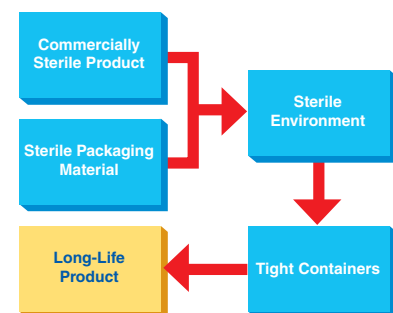 Commercially
Sterile Product
Sterile
Environment
Sterile Packaging
Material
Long-Life
Product
Tight Containers